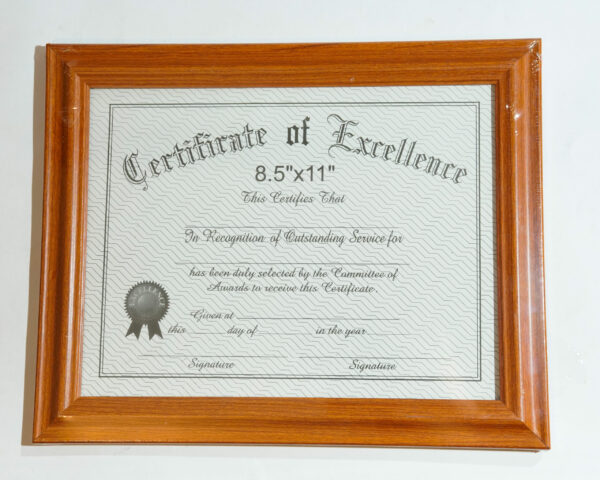 Certificate of Excellence
8.5"x11"
This Certifies That
In Recognition of Outstanding Service for
has been duly selected by the Committee of
Awards to receive this Certificate.
EXCELLENCE
Given at
this day of in the year
Signature Signature